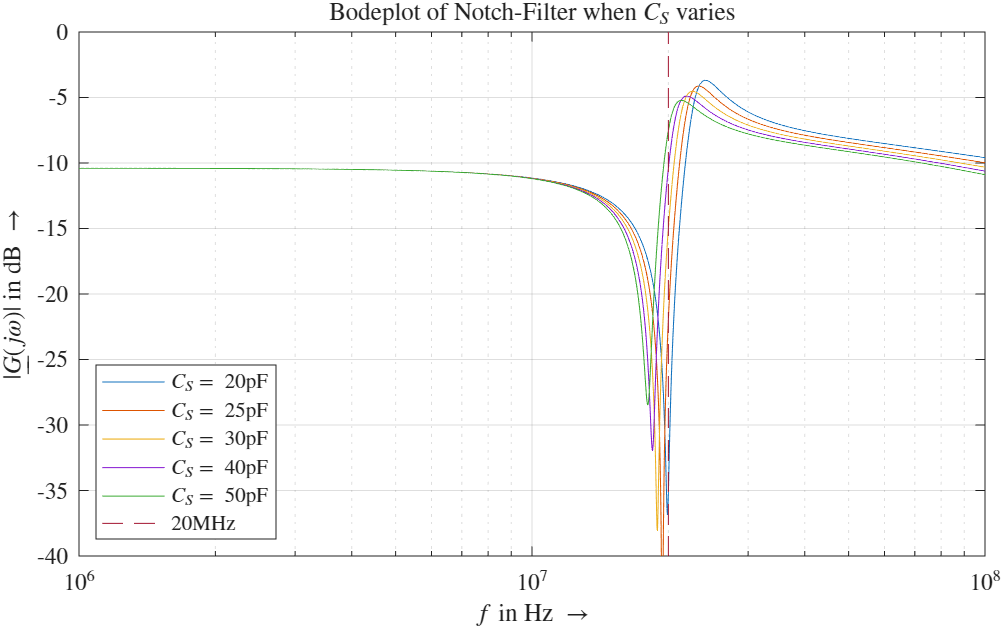 Bodeplot of Notch-Filter when C_S varies
0
-5
-10
-15
-20
-25
-30
-35
-40
|G(jω)| in dB →
C_S = 20pF
C_S = 25pF
C_S = 30pF
C_S = 40pF
C_S = 50pF
20MHz
10^6
10^7
10^8
f in Hz →